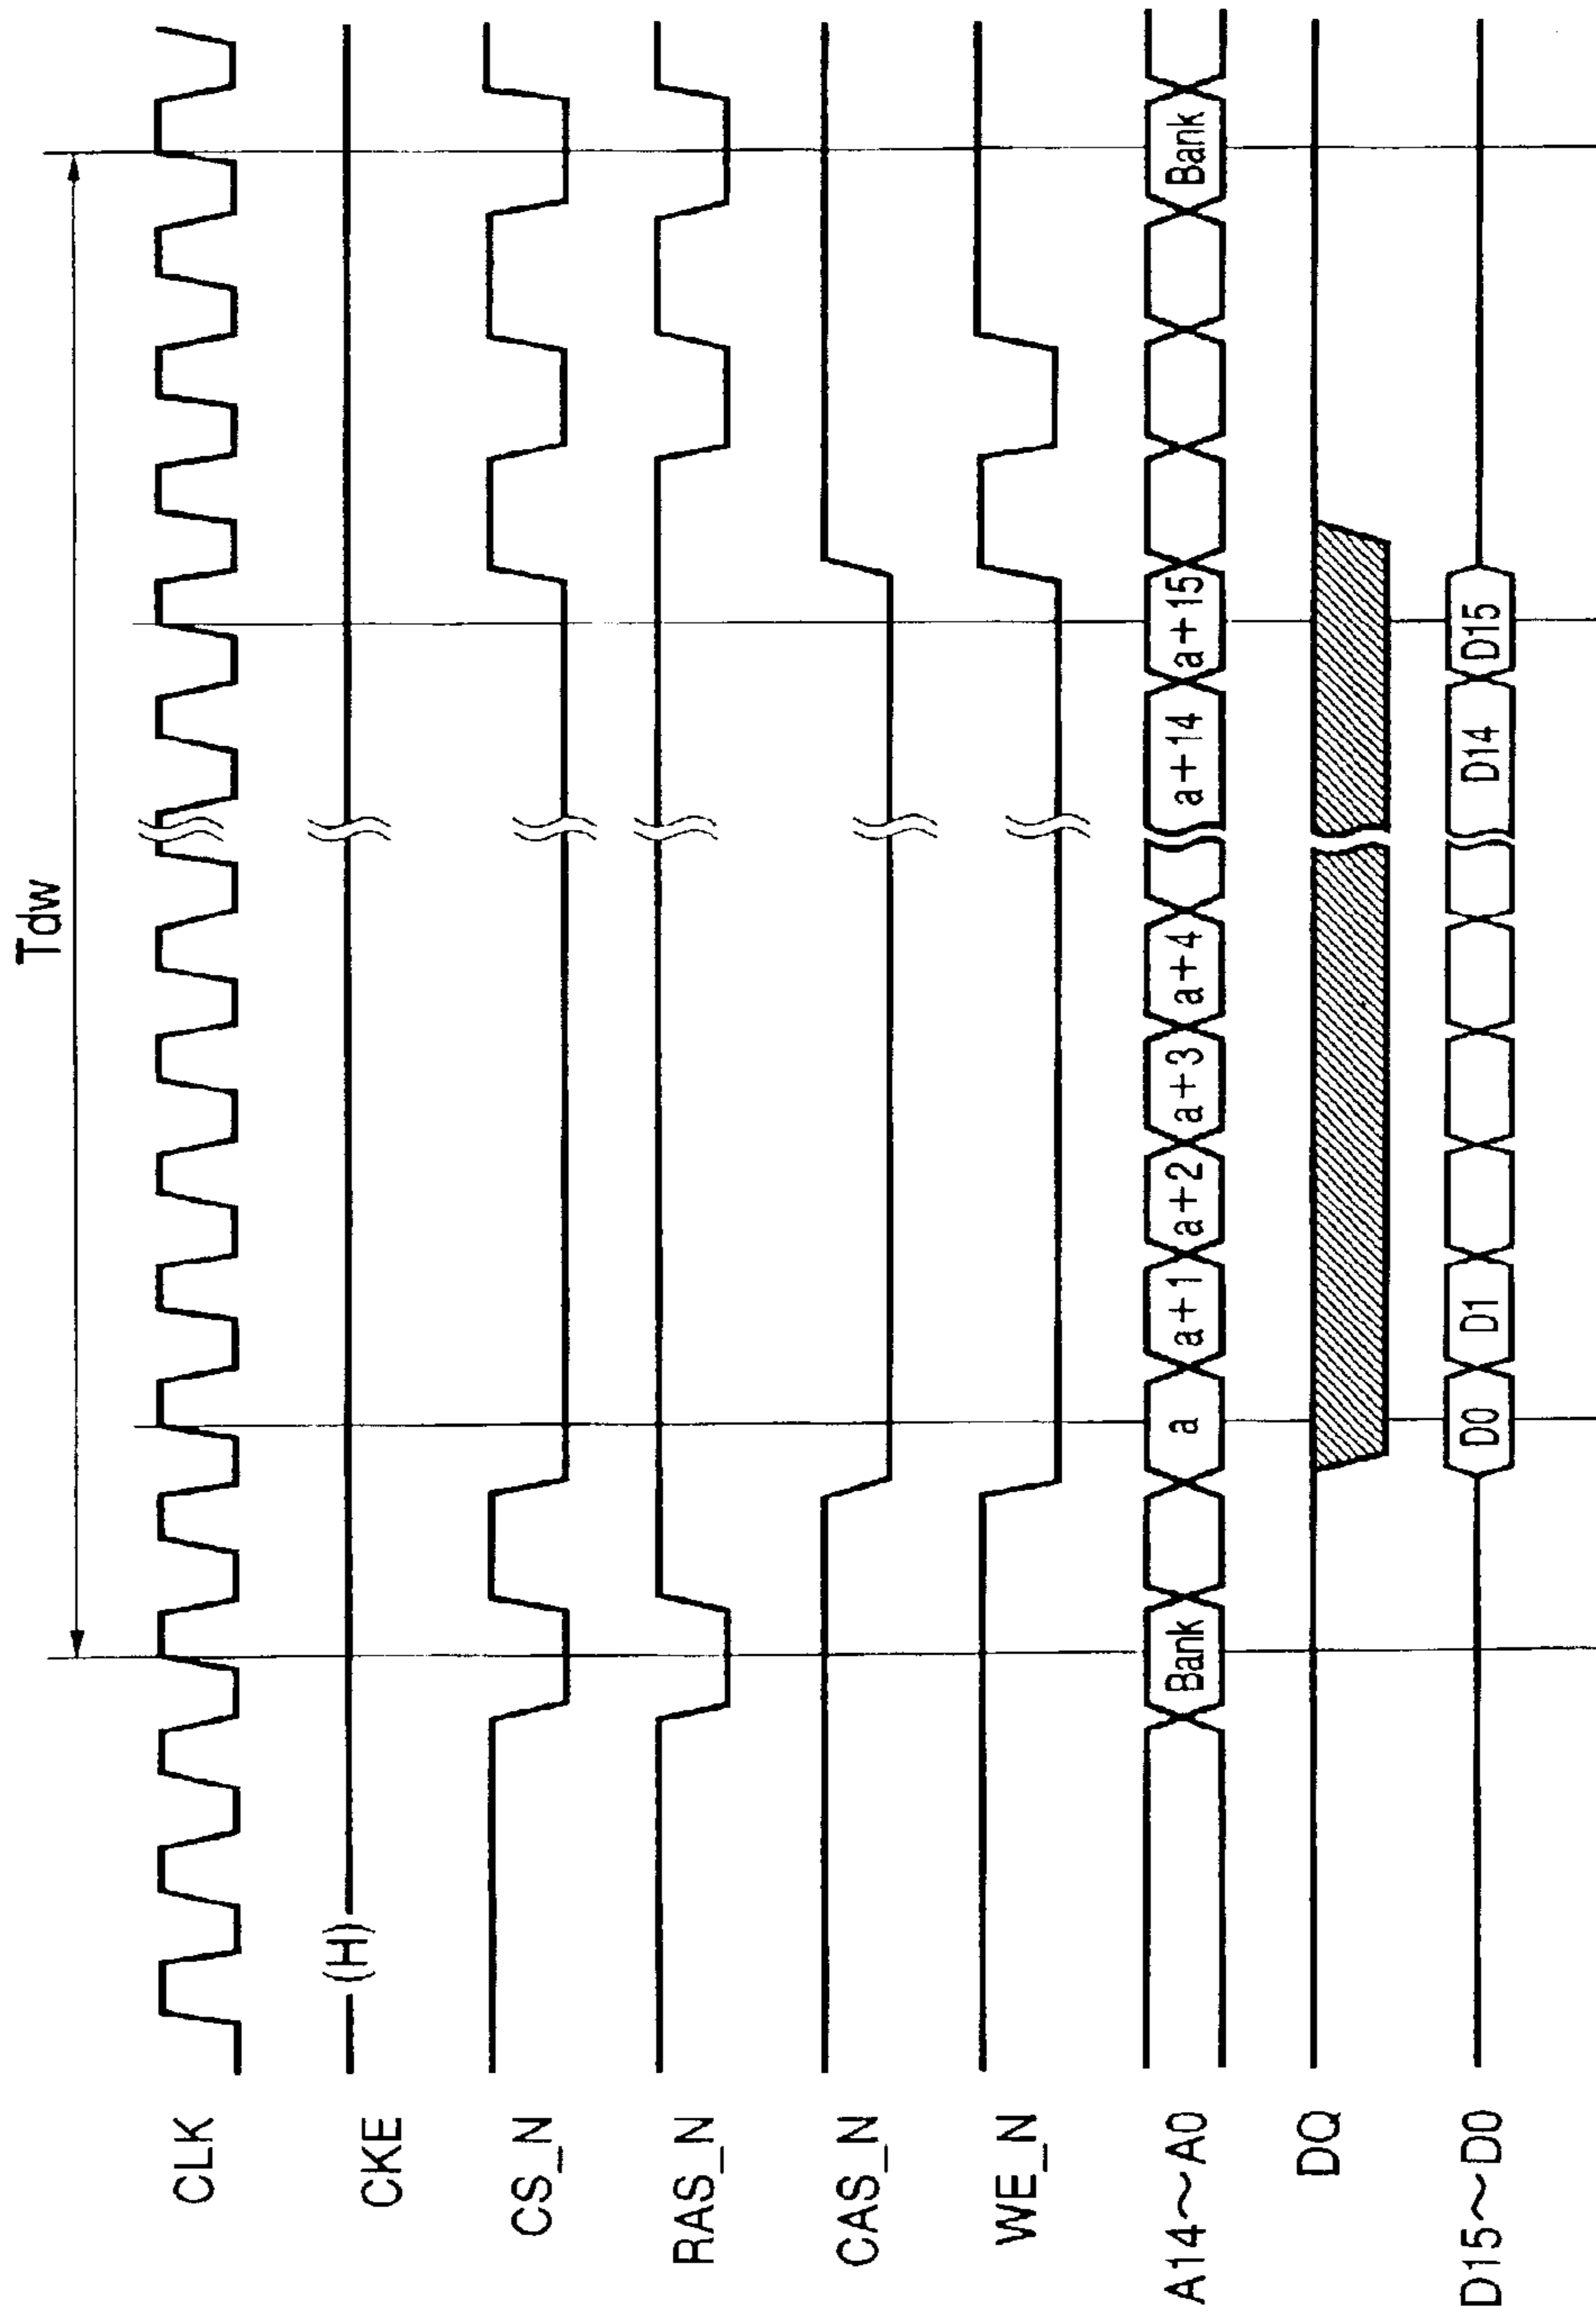 Tdw
CLK
CKE (H)
CS_N
RAS_N
CAS_N
WE_N
A14~A0 Bank a a+1 a+2 a+3 a+4 a+14 a+15 Bank
DQ
D15~D0 D0 D1 D14 D15